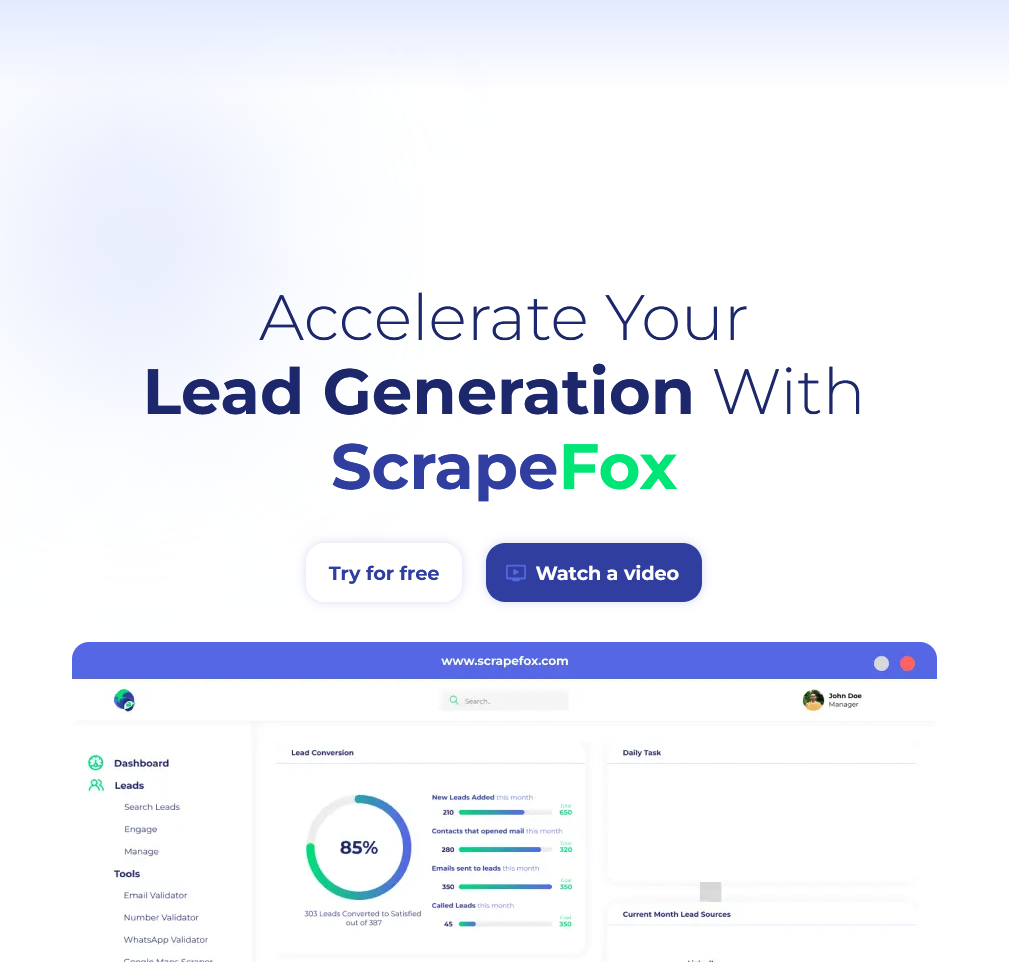 Accelerate Your
Lead Generation With
ScrapeFox
Try for free
Watch a video
www.scrapefox.com
Search..
John Doe
Manager
Dashboard
Leads
Search Leads
Engage
Manage
Tools
Email Validator
Number Validator
WhatsApp Validator
Google Maps Scraper
Lead Conversion
85%
303 Leads Converted to Satisfied
out of 387
New Leads Added this month
210
650
Contacts that opened mail this month
280
320
Emails sent to leads this month
350
350
Called Leads this month
45
350
Daily Task
Current Month Lead Sources